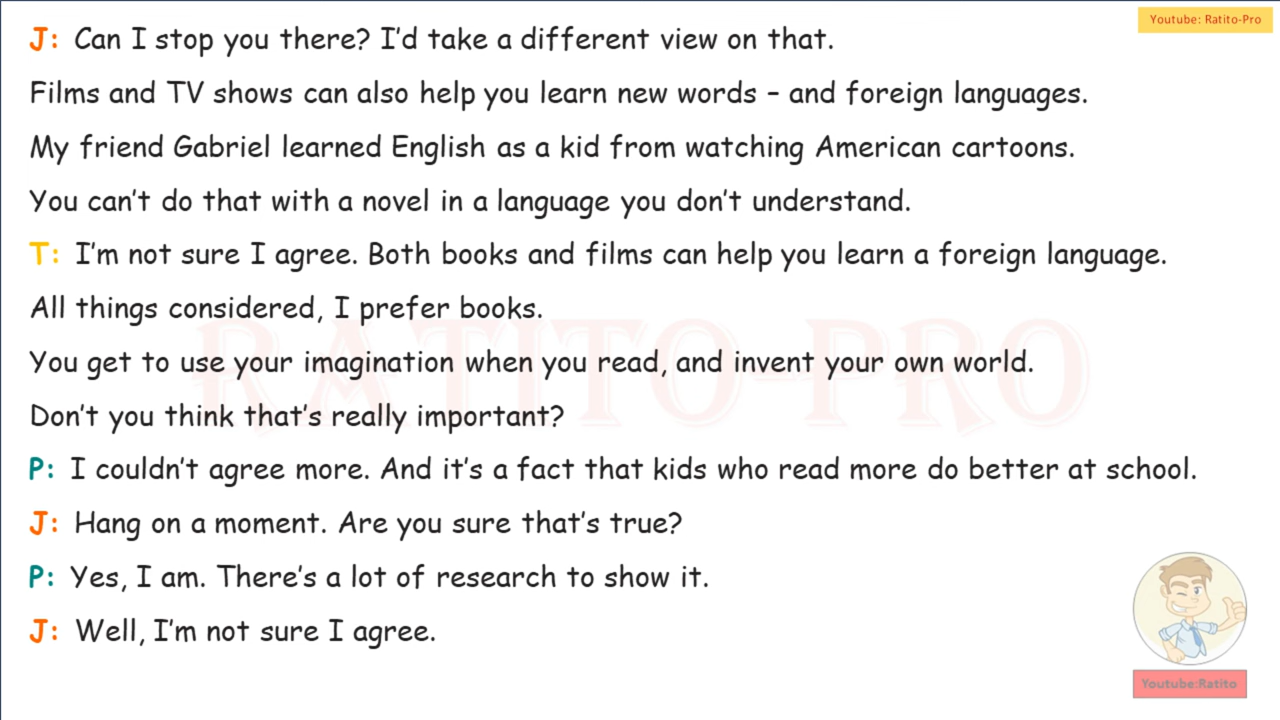 Youtube: Ratito-Pro
J: Can I stop you there? I'd take a different view on that.
Films and TV shows can also help you learn new words – and foreign languages.
My friend Gabriel learned English as a kid from watching American cartoons.
You can't do that with a novel in a language you don't understand.
T: I'm not sure I agree. Both books and films can help you learn a foreign language.
All things considered, I prefer books.
RATITO-PRO
You get to use your imagination when you read, and invent your own world.
Don't you think that's really important?
P: I couldn't agree more. And it's a fact that kids who read more do better at school.
J: Hang on a moment. Are you sure that's true?
P: Yes, I am. There's a lot of research to show it.
J: Well, I'm not sure I agree.
Youtube:Ratito